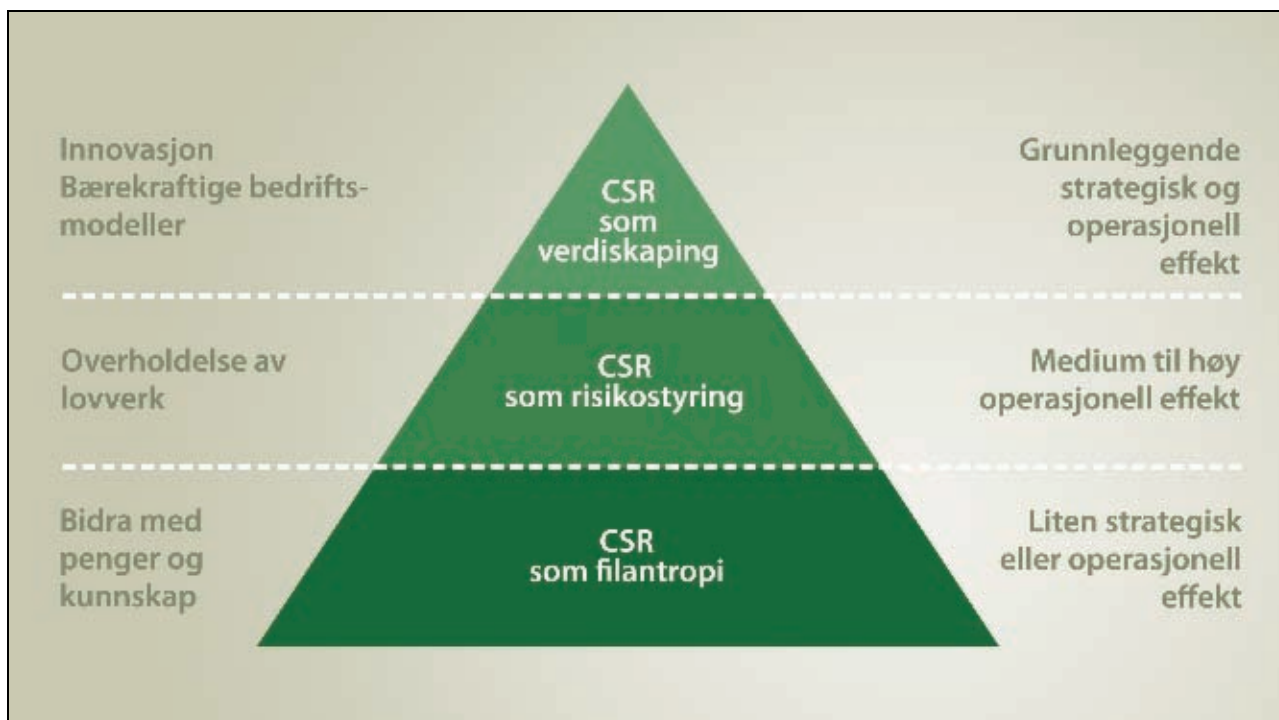 Innovasjon
Bærekraftige bedrifts-
modeller
CSR
som
verdiskaping
Grunnleggende
strategisk og
operasjonell
effekt
Overholdelse av
lovverk
CSR
som risikostyring
Medium til høy
operasjonell effekt
Bidra med
penger og
kunnskap
CSR
som filantropi
Liten strategisk
eller operasjonell
effekt